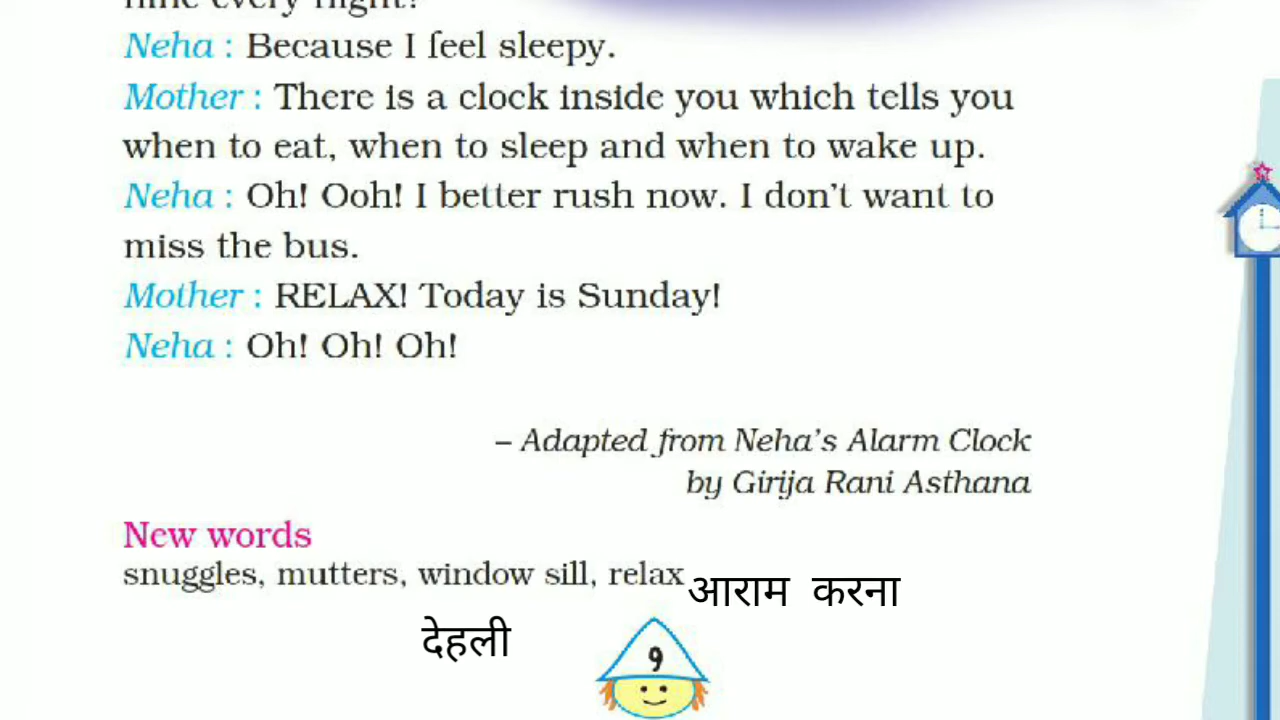 time every night?
Neha : Because I feel sleepy.
Mother : There is a clock inside you which tells you
when to eat, when to sleep and when to wake up.
Neha : Oh! Ooh! I better rush now. I don't want to
miss the bus.
Mother : RELAX! Today is Sunday!
Neha : Oh! Oh! Oh!
– Adapted from Neha's Alarm Clock
by Girija Rani Asthana
New words
snuggles, mutters, window sill, relax
आराम करना
देहली
9